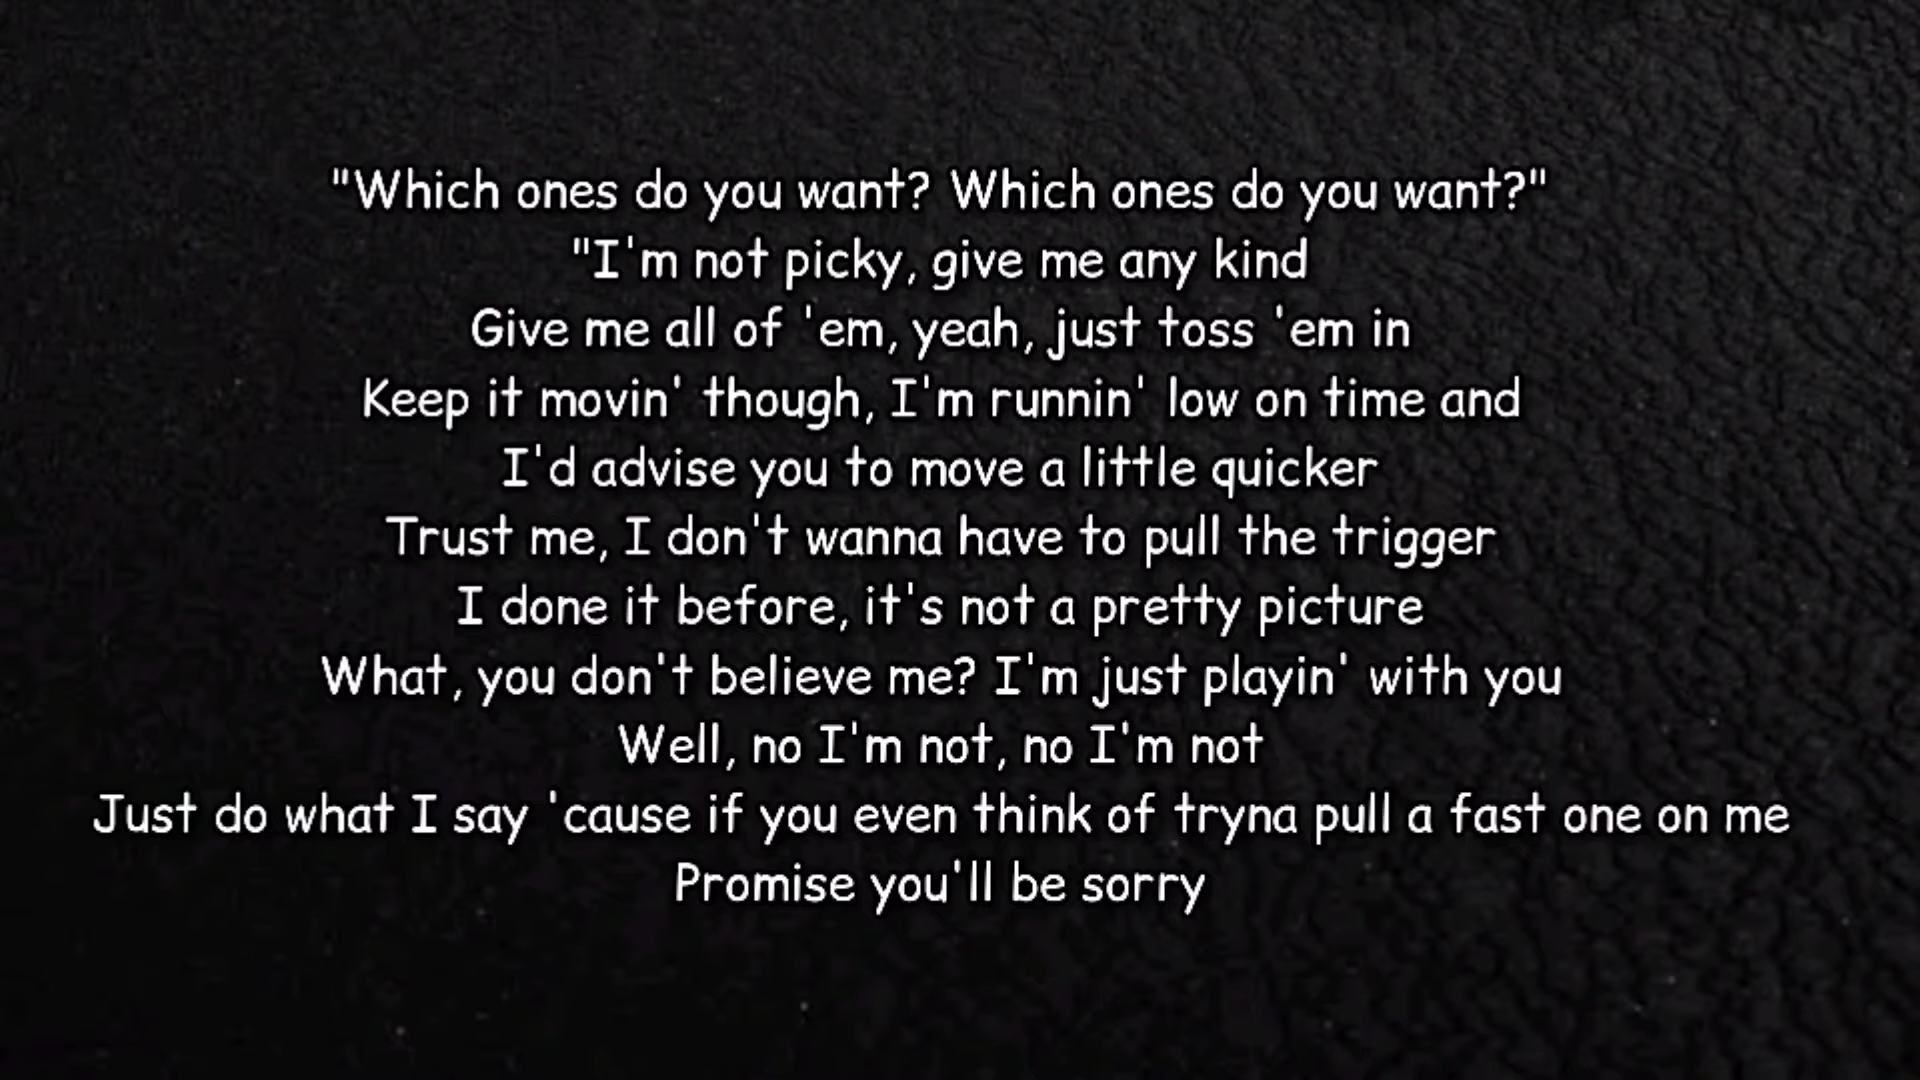 "Which ones do you want? Which ones do you want?"
"I'm not picky, give me any kind
Give me all of 'em, yeah, just toss 'em in
Keep it movin' though, I'm runnin' low on time and
I'd advise you to move a little quicker
Trust me, I don't wanna have to pull the trigger
I done it before, it's not a pretty picture
What, you don't believe me? I'm just playin' with you
Well, no I'm not, no I'm not
Just do what I say 'cause if you even think of tryna pull a fast one on me
Promise you'll be sorry